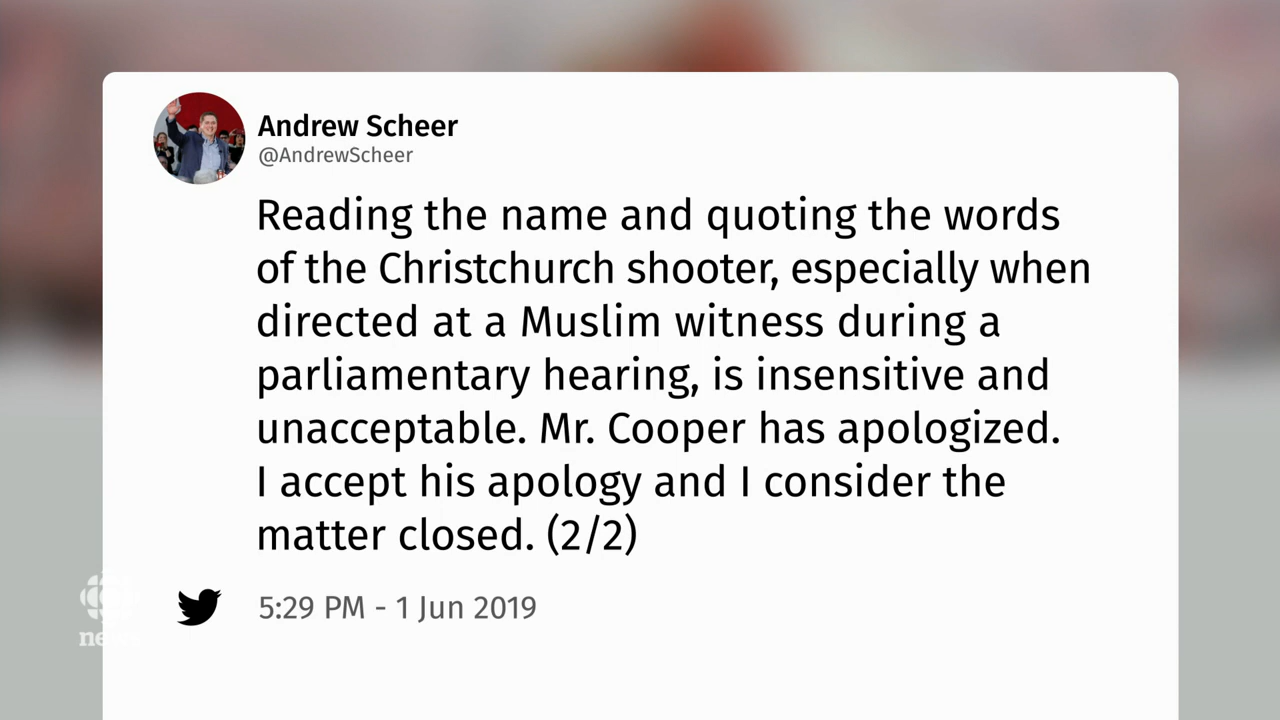 Andrew Scheer
@AndrewScheer
Reading the name and quoting the words
of the Christchurch shooter, especially when
directed at a Muslim witness during a
parliamentary hearing, is insensitive and
unacceptable. Mr. Cooper has apologized.
I accept his apology and I consider the
matter closed. (2/2)
5:29 PM - 1 Jun 2019